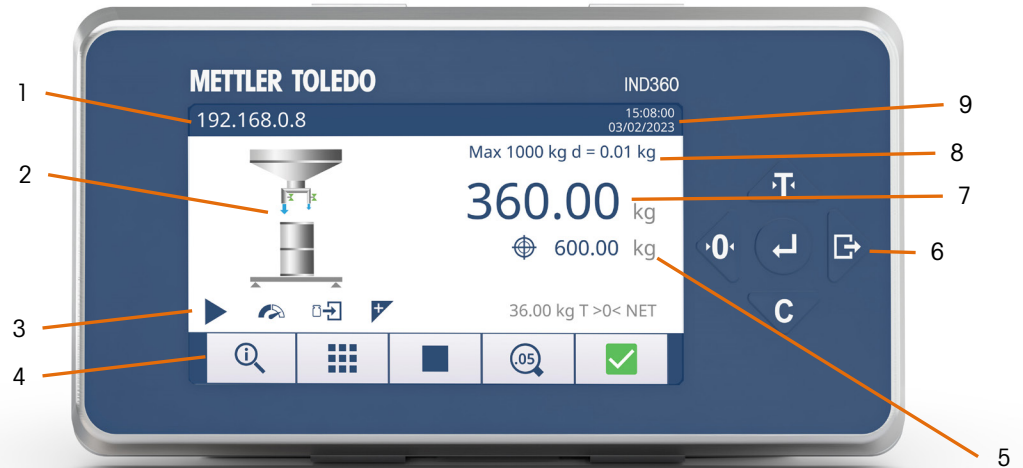 METTLER TOLEDO
IND360
192.168.0.8
15:08:00
03/02/2023
Max 1000 kg d = 0.01 kg
360.00 kg
600.00 kg
36.00 kg T >0< NET
.05
T
0
C
1
2
3
4
9
8
7
6
5